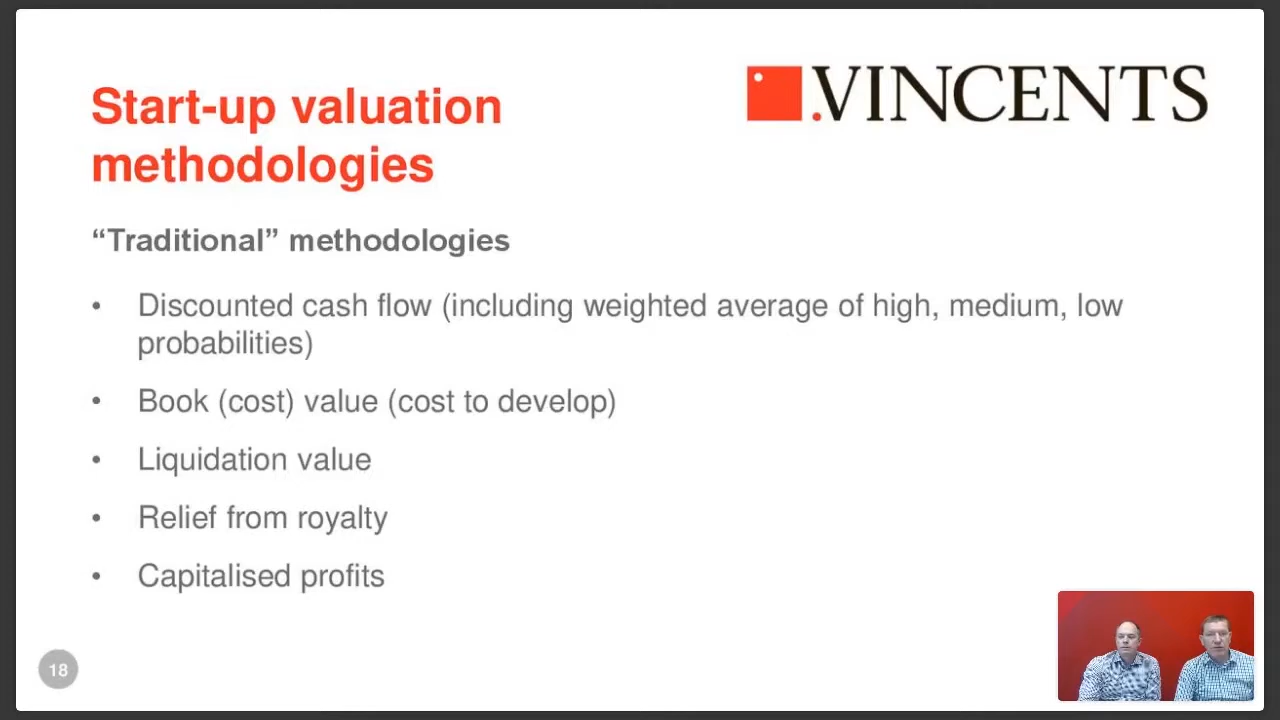 .VINCENTS
Start-up valuation
methodologies
“Traditional” methodologies
• Discounted cash flow (including weighted average of high, medium, low
probabilities)
• Book (cost) value (cost to develop)
• Liquidation value
• Relief from royalty
• Capitalised profits
18